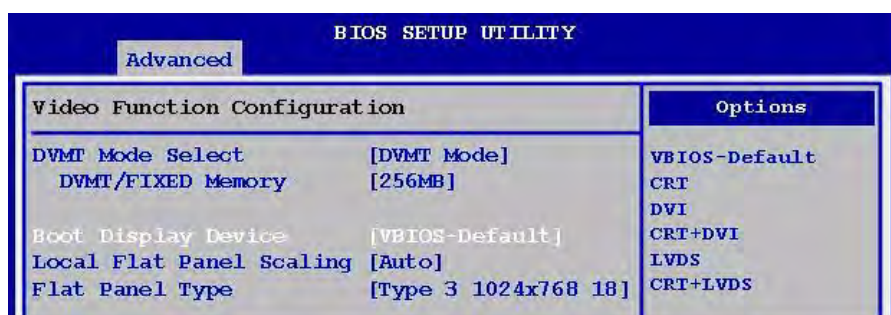 BIOS SETUP UTILITY
Advanced
Video Function Configuration
DVMT Mode Select [DVMT Mode]
DVMT/FIXED Memory [256MB]
Boot Display Device [VBIOS-Default]
Local Flat Panel Scaling [Auto]
Flat Panel Type [Type 3 1024x768 18]
Options
VBIOS-Default
CRT
DVI
CRT+DVI
LVDS
CRT+LVDS